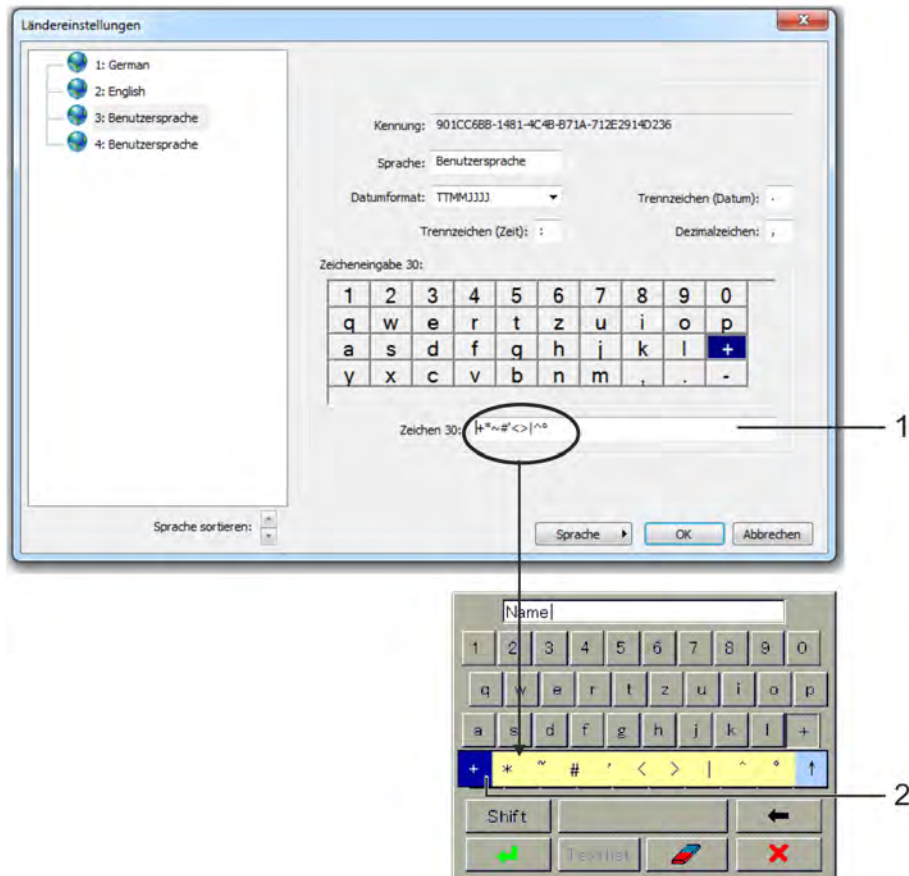 Ländereinstellungen
1: German
2: English
3: Benutzersprache
4: Benutzersprache
Kennung: 901CC6BB-1481-4C4B-B71A-712E2914D236
Sprache: Benutzersprache
Datumformat: TTMMJJJJ Trennzeichen (Datum): .
Trennzeichen (Zeit): : Dezimalzeichen: ,
Zeicheneingabe 30:
1 2 3 4 5 6 7 8 9 0
q w e r t z u i o p
a s d f g h j k l +
y x c v b n m , . -
Zeichen 30: +*~#'<>|^° 1
Sprache sortieren: Sprache OK Abbrechen
Name
1 2 3 4 5 6 7 8 9 0
q w e r t z u i o p
a s d f g h j k l +
+ * ~ # ' < > | ^ ° ↑
2
Shift
Textlist